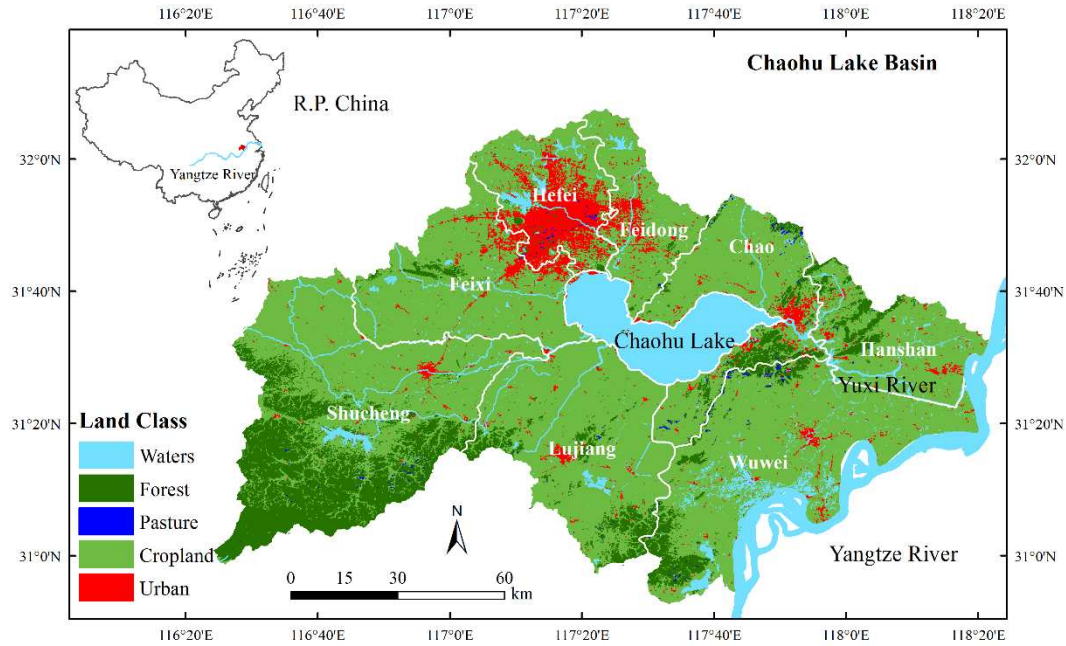 116°20'E 116°40'E 117°0'E 117°20'E 117°40'E 118°0'E 118°20'E
Chaohu Lake Basin
R.P. China
Yangtze River
32°0'N 32°0'N
Hefei
Feidong
Chao
Feixi
31°40'N 31°40'N
Chaohu Lake
Hanshan
Yuxi River
Land Class
Shucheng
31°20'N 31°20'N
Waters
Lujiang
Wuwei
Forest
Pasture
N
Cropland
31°0'N 31°0'N
Yangtze River
Urban
0 15 30 60
km
116°20'E 116°40'E 117°0'E 117°20'E 117°40'E 118°0'E 118°20'E